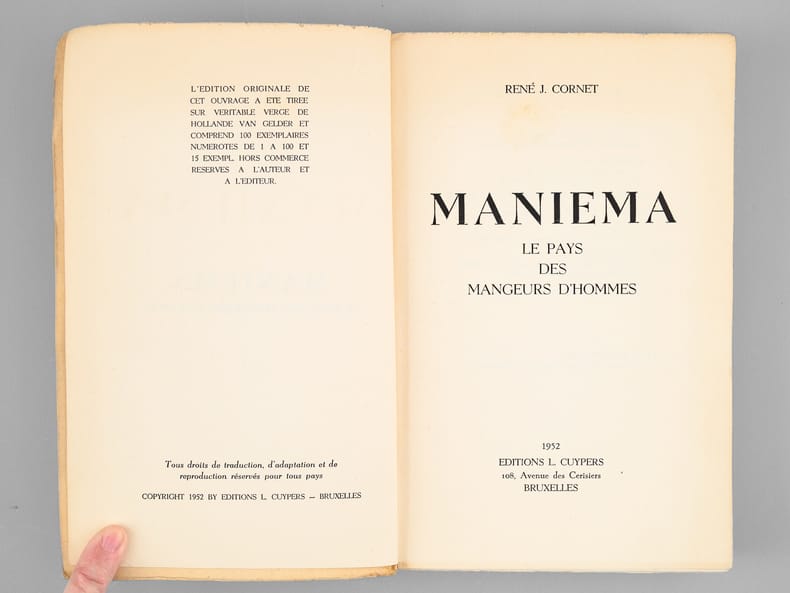 L'EDITION ORIGINALE DE
CET OUVRAGE A ETE TIREE
SUR VERITABLE VERGE DE
HOLLANDE VAN GELDER ET
COMPREND 100 EXEMPLAIRES
NUMEROTES DE 1 A 100 ET
15 EXEMPL. HORS COMMERCE
RESERVES A L'AUTEUR ET
A L'EDITEUR.
Tous droits de traduction, d'adaptation et de
reproduction réservés pour tous pays
COPYRIGHT 1952 BY EDITIONS L. CUYPERS — BRUXELLES
RENÉ J. CORNET
MANIEMA
LE PAYS
DES
MANGEURS D'HOMMES
1952
EDITIONS L. CUYPERS
108, Avenue des Cerisiers
BRUXELLES